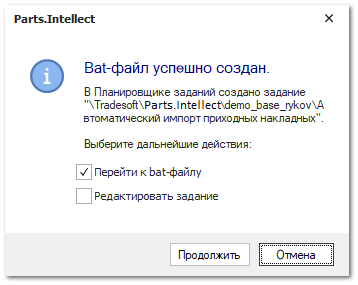 Parts.Intellect
Bat-файл успешно создан.
В Планировщике заданий создано задание
"\Tradesoft\Parts.Intellect\demo_base_rykov\А
втоматический импорт приходных накладных".
Выберите дальнейшие действия:
Перейти к bat-файлу
Редактировать задание
Продолжить
Отмена